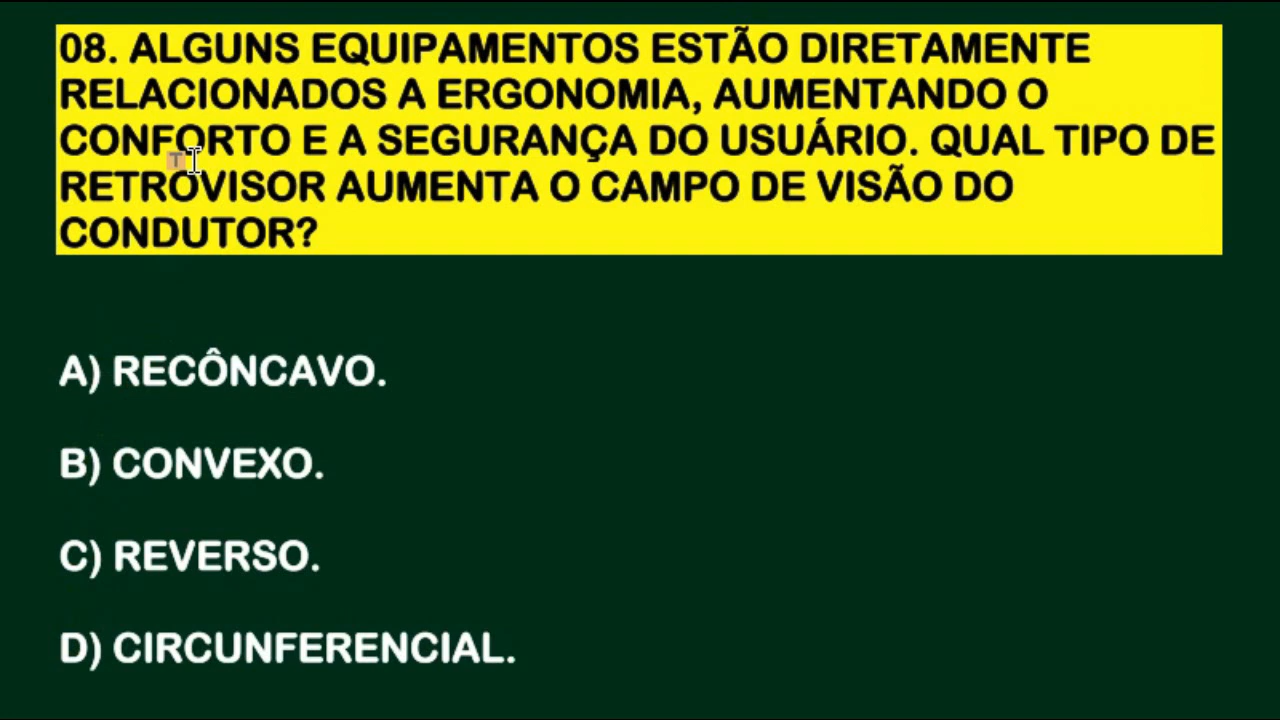 08. ALGUNS EQUIPAMENTOS ESTÃO DIRETAMENTE
RELACIONADOS A ERGONOMIA, AUMENTANDO O
CONFORTO E A SEGURANÇA DO USUÁRIO. QUAL TIPO DE
T
RETROVISOR AUMENTA O CAMPO DE VISÃO DO
CONDUTOR?
A) RECÔNCAVO.
B) CONVEXO.
C) REVERSO.
D) CIRCUNFERENCIAL.